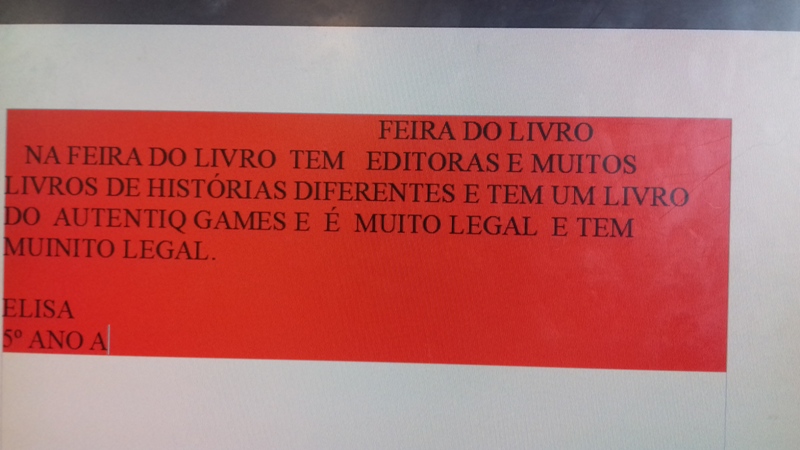 FEIRA DO LIVRO
NA FEIRA DO LIVRO TEM EDITORAS E MUITOS
LIVROS DE HISTÓRIAS DIFERENTES E TEM UM LIVRO
DO AUTENTIQ GAMES E É MUITO LEGAL E TEM
MUINITO LEGAL.
ELISA
5º ANO A